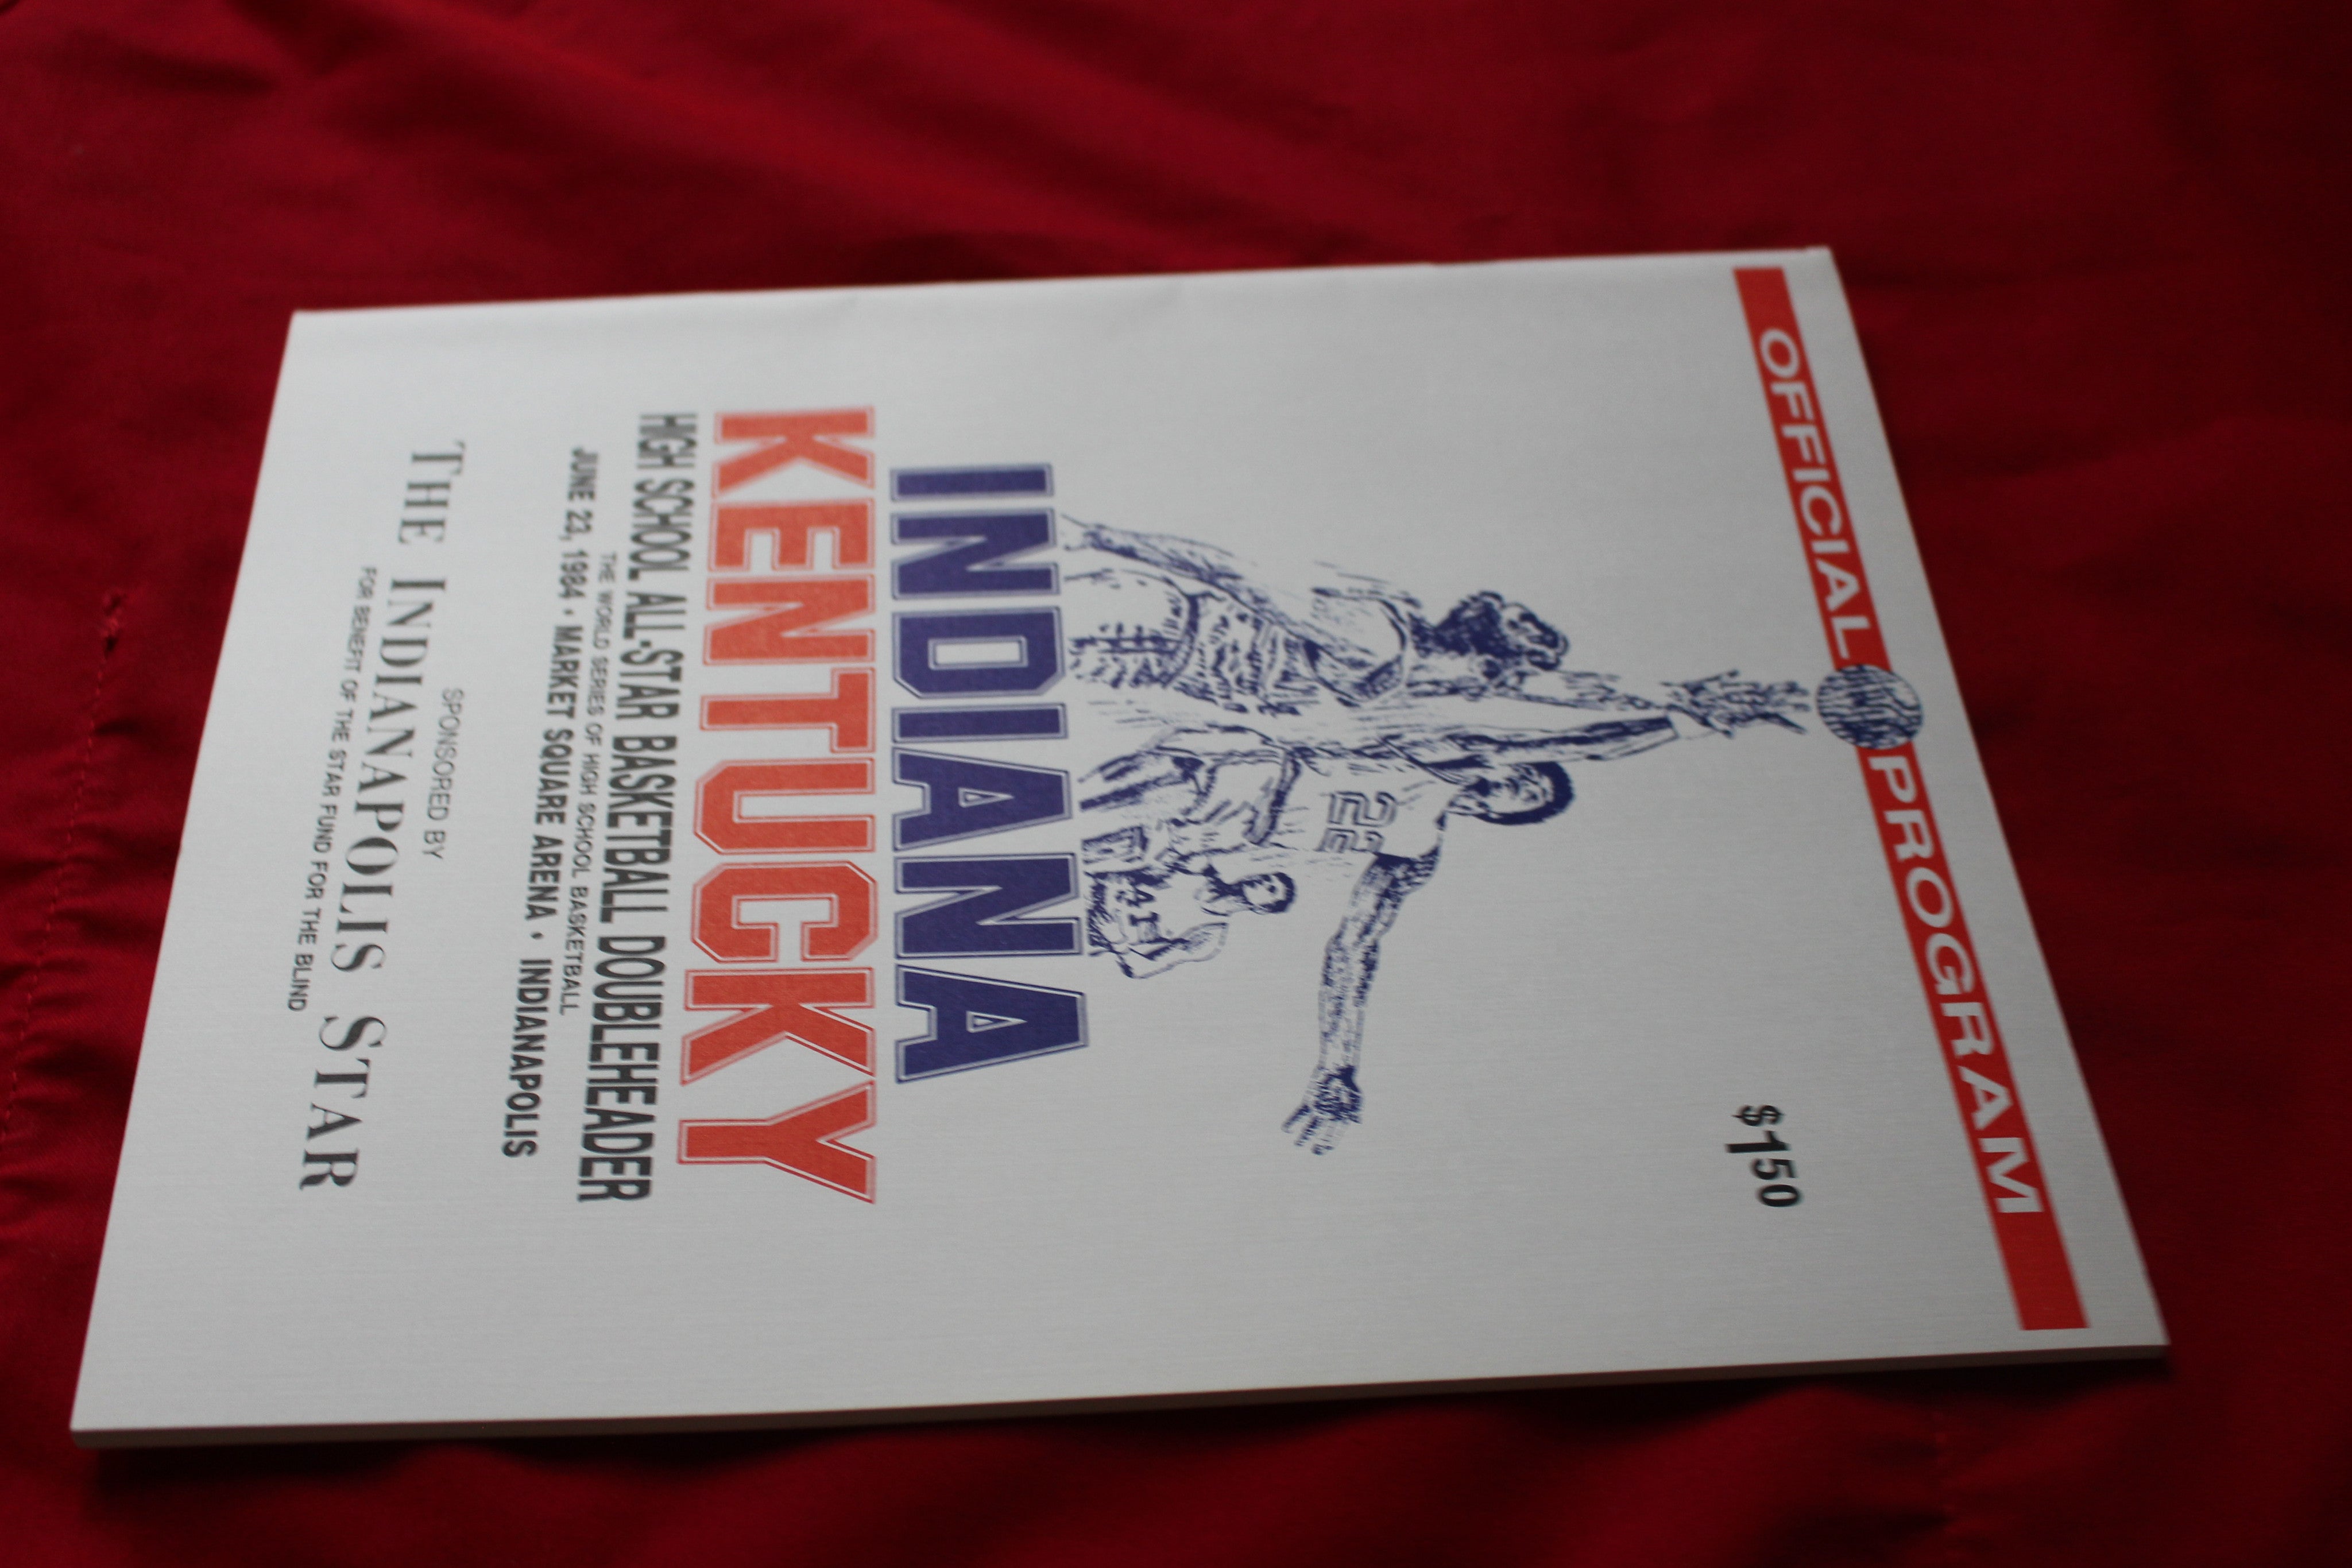 OFFICIAL PROGRAM
$1.50
22
41
INDIANA
KENTUCKY
HIGH SCHOOL ALL-STAR BASKETBALL DOUBLEHEADER
THE WORLD SERIES OF HIGH SCHOOL BASKETBALL
JUNE 23, 1984 • MARKET SQUARE ARENA • INDIANAPOLIS
SPONSORED BY
THE INDIANAPOLIS STAR
FOR BENEFIT OF THE STAR FUND FOR THE BLIND